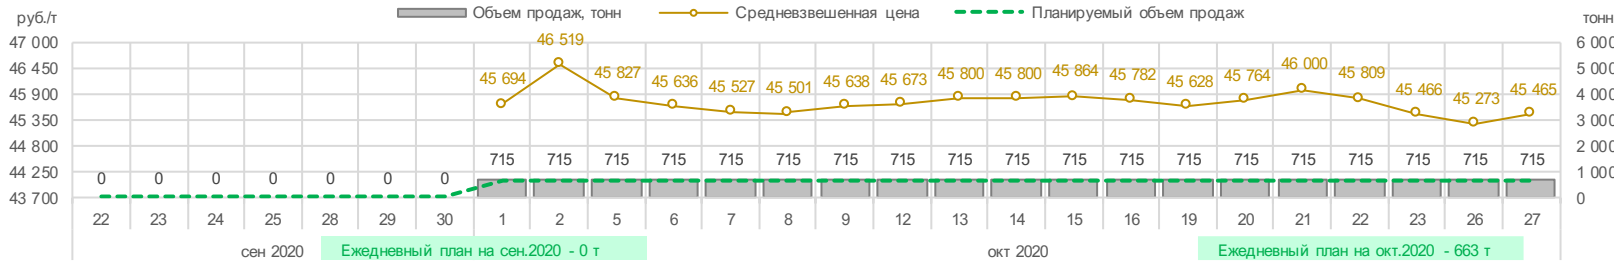 руб./т
Объем продаж, тонн Средневзвешенная цена Планируемый объем продаж
тонн
47 000
46 450
45 900
45 350
44 800
44 250
43 700
6 000
5 000
4 000
3 000
2 000
1 000
0
45 694 46 519 45 827 45 636 45 527 45 501 45 638 45 673 45 800 45 800 45 864 45 782 45 628 45 764 46 000 45 809 45 466 45 273 45 465
0 0 0 0 0 0 0 715 715 715 715 715 715 715 715 715 715 715 715 715 715 715 715 715 715 715
22 23 24 25 28 29 30 1 2 5 6 7 8 9 12 13 14 15 16 19 20 21 22 23 26 27
сен 2020 Ежедневный план на сен.2020 - 0 т окт 2020 Ежедневный план на окт.2020 - 663 т